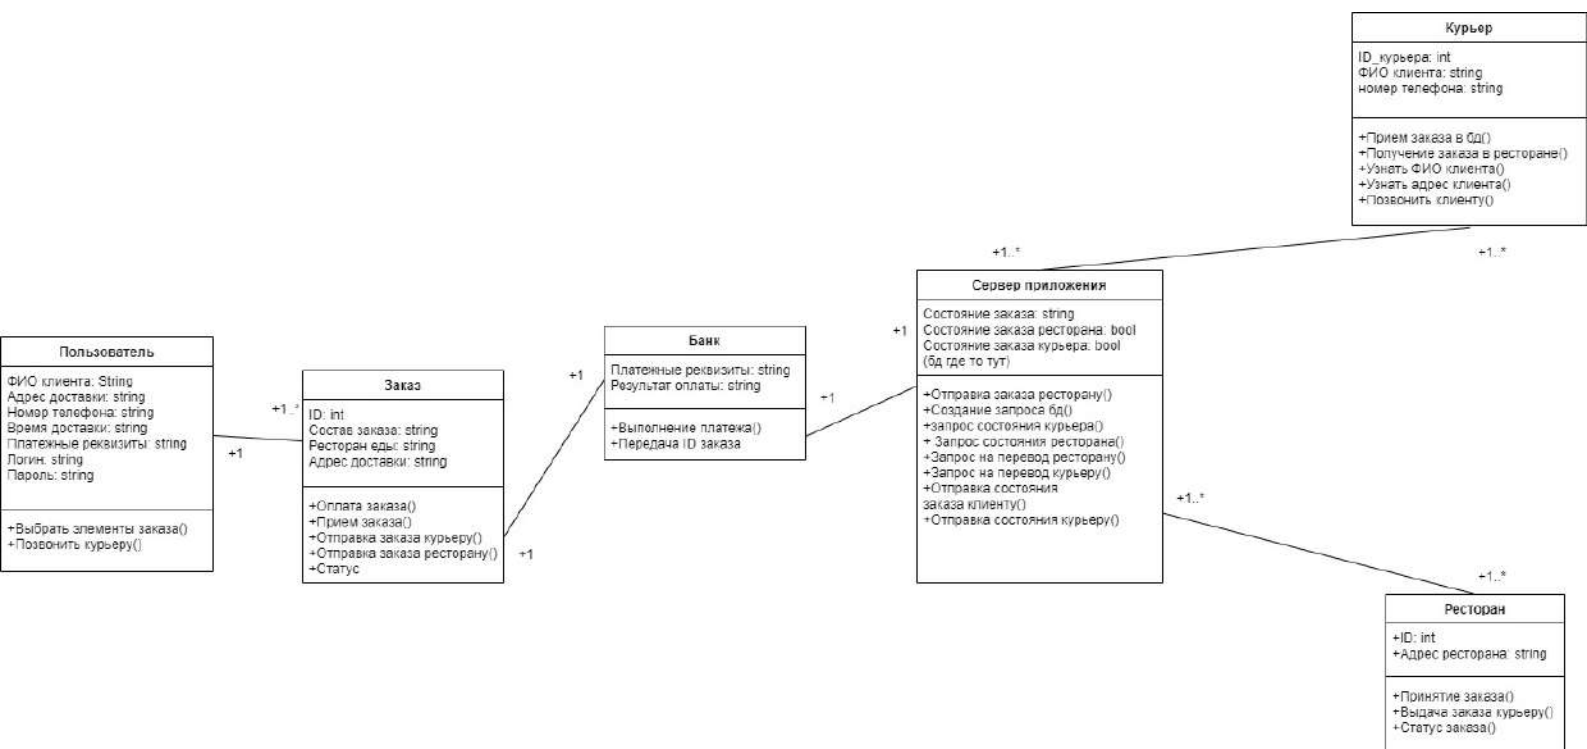 Курьер
ID_курьера: int
ФИО клиента: string
номер телефона: string
+Прием заказа в бд()
+Получение заказа в ресторане()
+Узнать ФИО клиента()
+Узнать адрес клиента()
+Позвонить клиенту()
+1..*
+1..*
Сервер приложения
Состояние заказа: string
Состояние заказа ресторана: bool
Состояние заказа курьера: bool
(бд где то тут)
+Отправка заказа ресторану()
+Создание запроса бд()
+запрос состояния курьера()
+ Запрос состояния ресторана()
+Запрос на перевод ресторану()
+Запрос на перевод курьеру()
+Отправка состояния
заказа клиенту()
+Отправка состояния курьеру()
+1
+1
Банк
Платежные реквизиты: string
Результат оплаты: string
+Выполнение платежа()
+Передача ID заказа
+1
+1
Заказ
ID: int
Состав заказа: string
Ресторан еды: string
Адрес доставки: string
+Оплата заказа()
+Прием заказа()
+Отправка заказа курьеру()
+Отправка заказа ресторану()
+Статус
+1..*
+1
Пользователь
ФИО клиента: String
Адрес доставки: string
Номер телефона: string
Время доставки: string
Платежные реквизиты: string
Логин: string
Пароль: string
+Выбрать элементы заказа()
+Позвонить курьеру()
+1..*
+1..*
Ресторан
+ID: int
+Адрес ресторана: string
+Принятие заказа()
+Выдача заказа курьеру()
+Статус заказа()